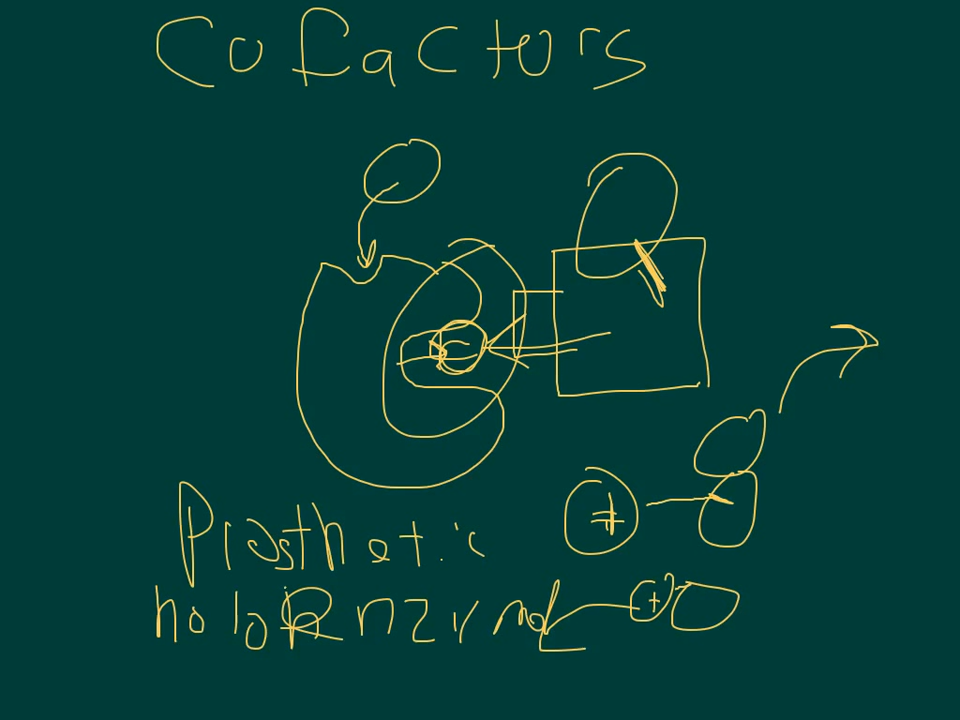 Cofactors
C
+
Prosthetic
+
holoenzyme